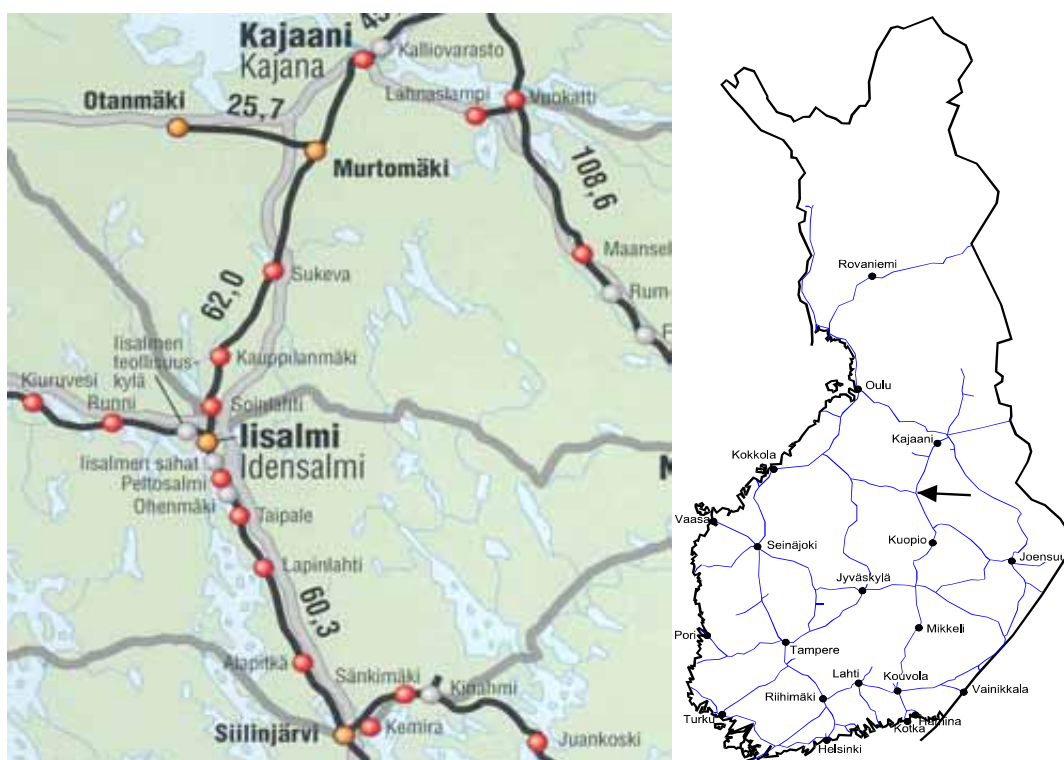 Kajaani
Kajana
Kalliovarasto
Otanmäki
25,7
Lahnaslampi
Vuokatti
Murtomäki
108,6
Sukeva
62,0
Iisalmen
teollisuus-
kylä
Kauppilanmäki
Kiuruvesi
Runni
Soinlahti
Iisalmi
Idensalmi
Iisalmen sahat
Peltosalmi
Ohenmäki
Taipale
Lapinlahti
60,3
Alapitkä
Sänkimäki
Kinahmi
Siilinjärvi
Kemira
Juankoski
Maansel
Rum
Rovaniemi
Oulu
Kajaani
Kokkola
Vaasa
Seinäjoki
Kuopio
Joensuu
Jyväskylä
Pori
Mikkeli
Tampere
Lahti
Kouvola
Riihimäki
Vainikkala
Turku
Hamina
Kotka
Helsinki